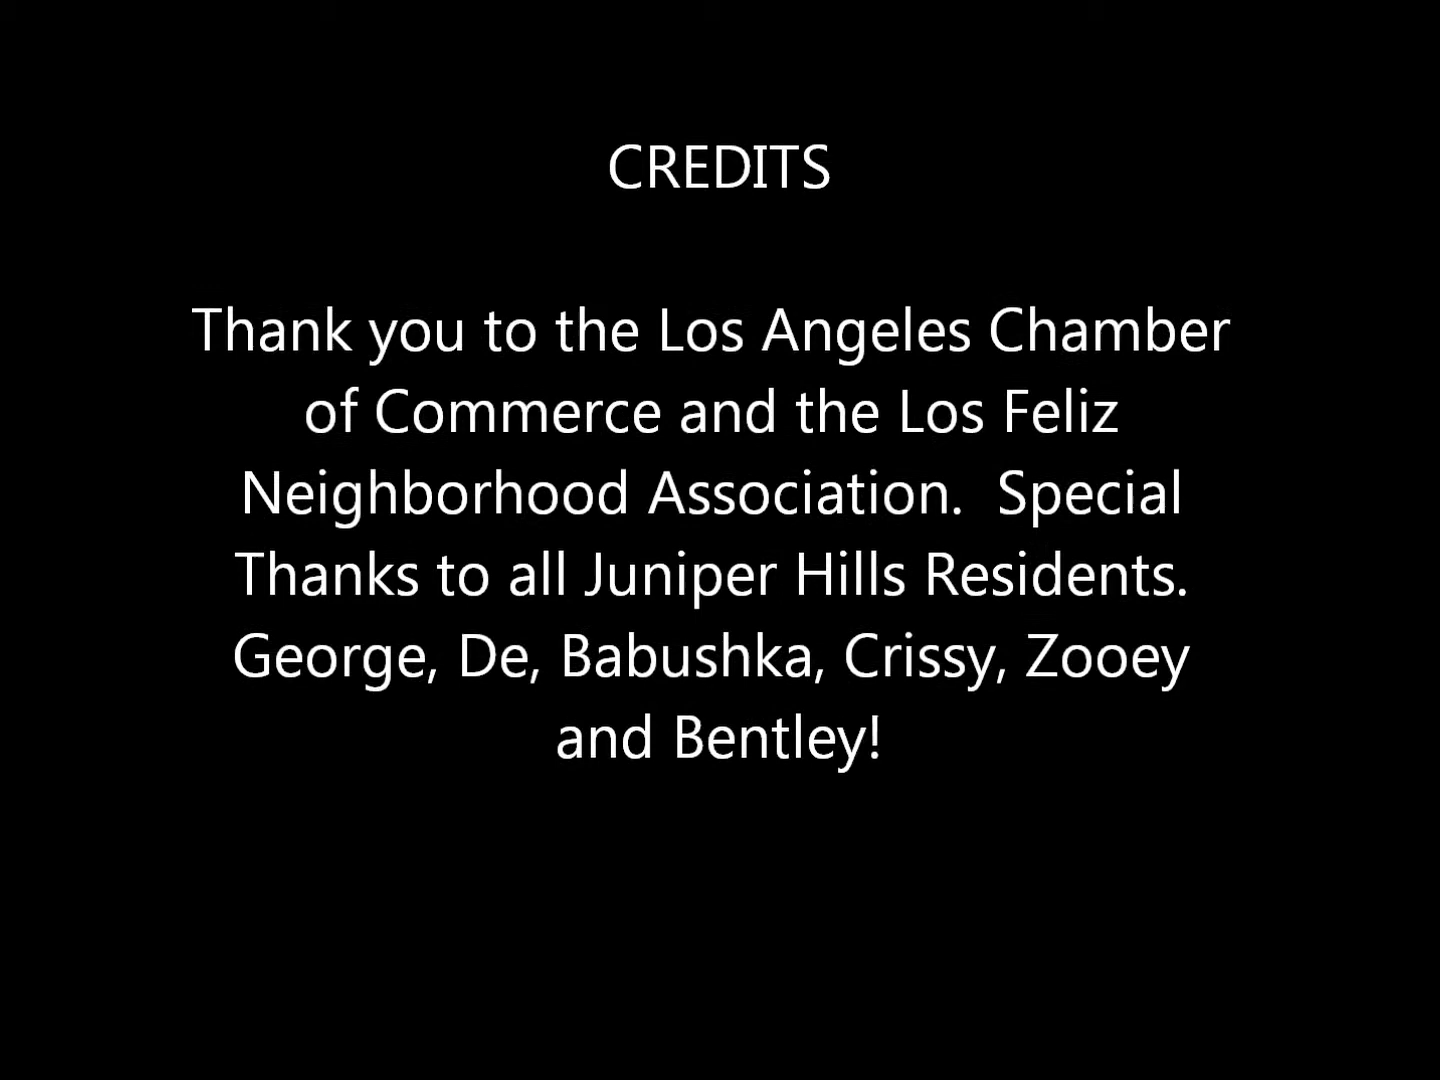 CREDITS
Thank you to the Los Angeles Chamber
of Commerce and the Los Feliz
Neighborhood Association.  Special
Thanks to all Juniper Hills Residents.
George, De, Babushka, Crissy, Zooey
and Bentley!